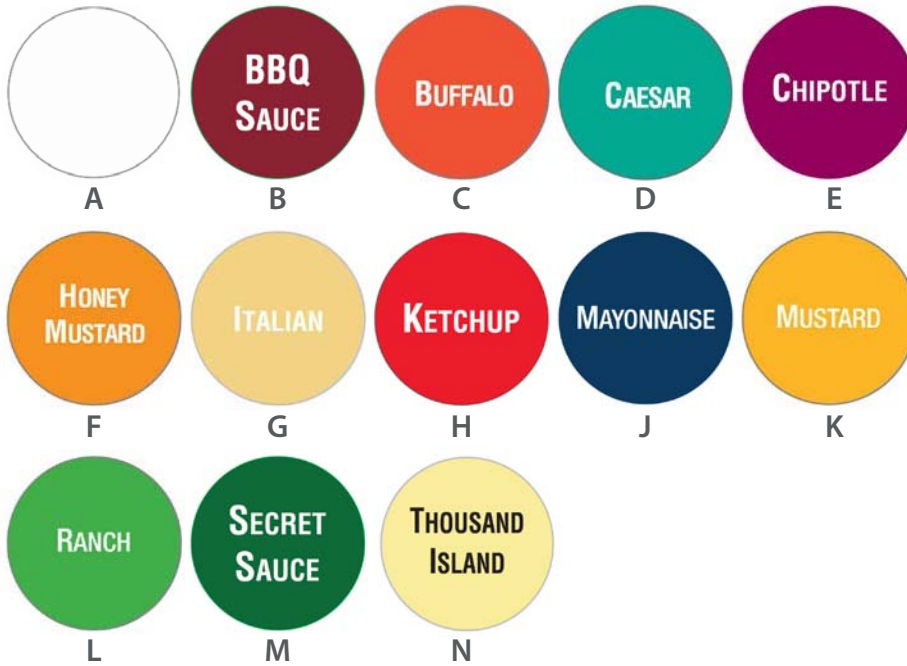 BBQ
SAUCE
BUFFALO
CAESAR
CHIPOTLE
A
B
C
D
E
HONEY
MUSTARD
ITALIAN
KETCHUP
MAYONNAISE
MUSTARD
F
G
H
J
K
RANCH
SECRET
SAUCE
THOUSAND
ISLAND
L
M
N